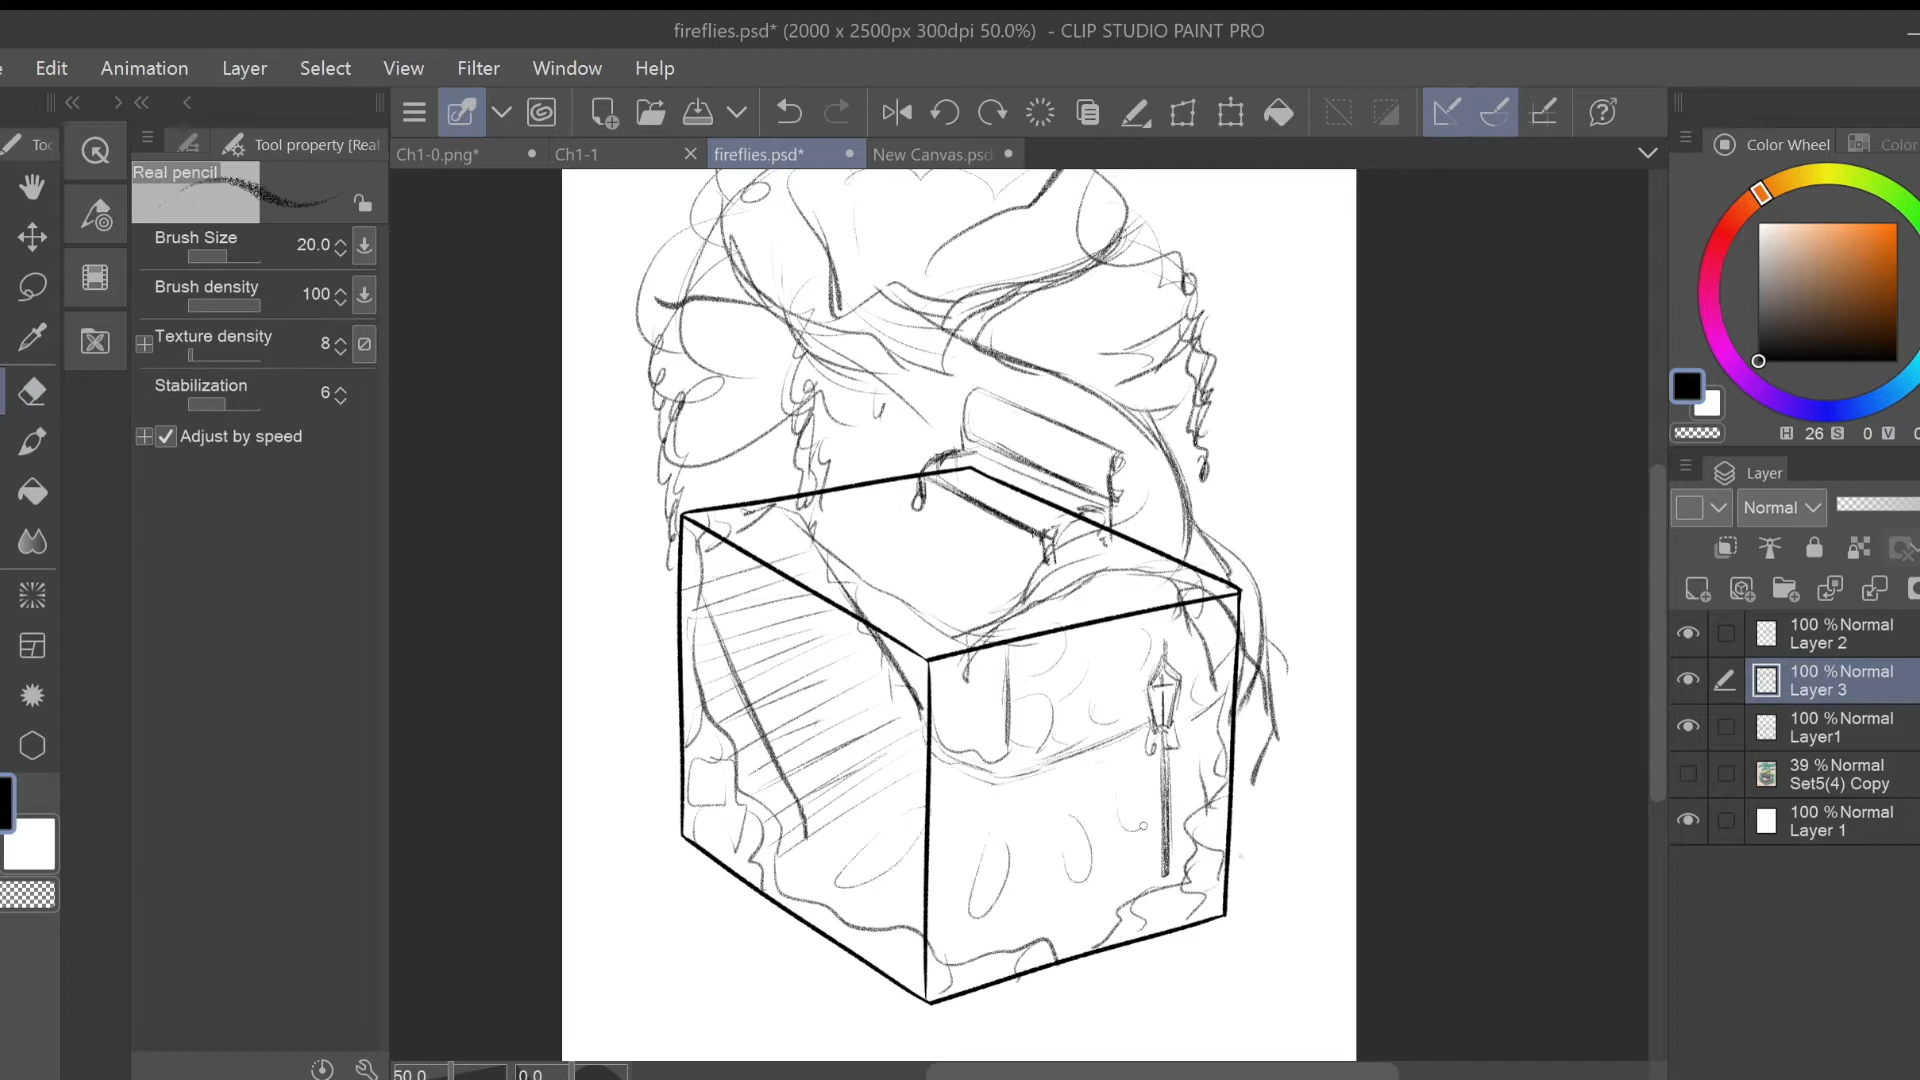 fireflies.psd* (2000 x 2500px 300dpi 50.0%) - CLIP STUDIO PAINT PRO
Edit Animation Layer Select View Filter Window Help
Tool property [Real
Ch1-0.png* Ch1-1 fireflies.psd* New Canvas.psd
Color Wheel Color
Real pencil
Brush Size 20.0
Brush density 100
Texture density 8
Stabilization 6
Adjust by speed
H 26 S 0 V
Layer
Normal
100 %Normal
Layer 2
100 %Normal
Layer 3
100 %Normal
Layer1
39 %Normal
Set5(4) Copy
100 %Normal
Layer 1
50.0 0.0